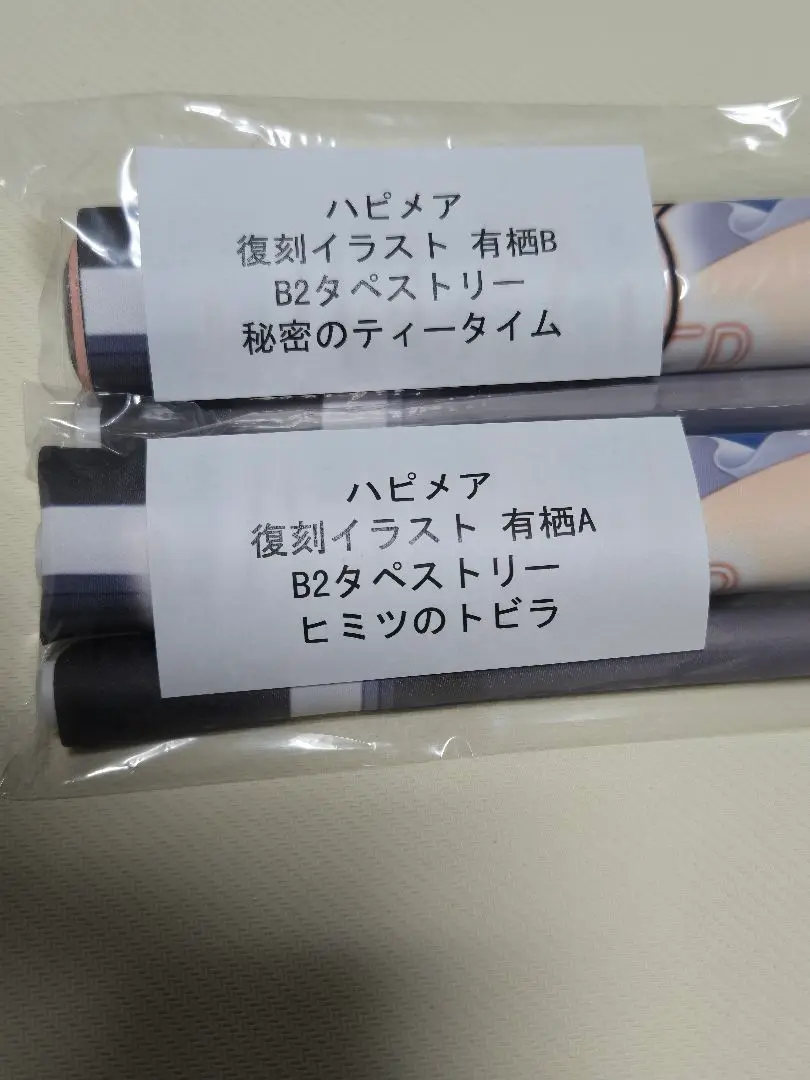 ハピメア
復刻イラスト 有栖B
B2タペストリー
秘密のティータイム
ハピメア
復刻イラスト 有栖A
B2タペストリー
ヒミツのトビラ